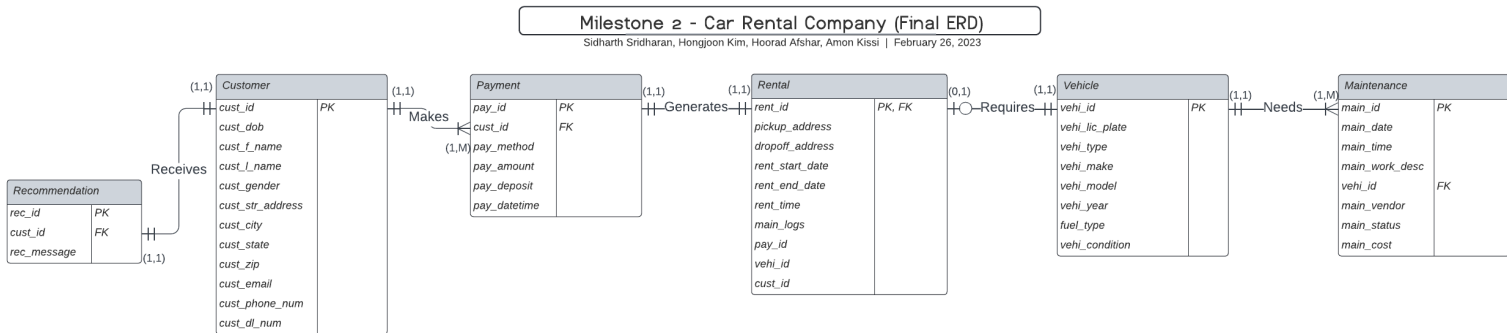 Milestone 2 - Car Rental Company (Final ERD)
Sidharth Sridharan, Hongjoon Kim, Hoorad Afshar, Amon Kissi | February 26, 2023
Recommendation
rec_id PK
cust_id FK
rec_message
(1,1)
Receives
(1,1)
Customer
cust_id PK
cust_dob
cust_f_name
cust_l_name
cust_gender
cust_str_address
cust_city
cust_state
cust_zip
cust_email
cust_phone_num
cust_dl_num
(1,1)
Makes
(1,M)
Payment
pay_id PK
cust_id FK
pay_method
pay_amount
pay_deposit
pay_datetime
(1,1)
Generates
(1,1)
Rental
rent_id PK, FK
pickup_address
dropoff_address
rent_start_date
rent_end_date
rent_time
main_logs
pay_id
vehi_id
cust_id
(0,1)
Requires
(1,1)
Vehicle
vehi_id PK
vehi_lic_plate
vehi_type
vehi_make
vehi_model
vehi_year
fuel_type
vehi_condition
(1,1)
Needs
(1,M)
Maintenance
main_id PK
main_date
main_time
main_work_desc
vehi_id FK
main_vendor
main_status
main_cost